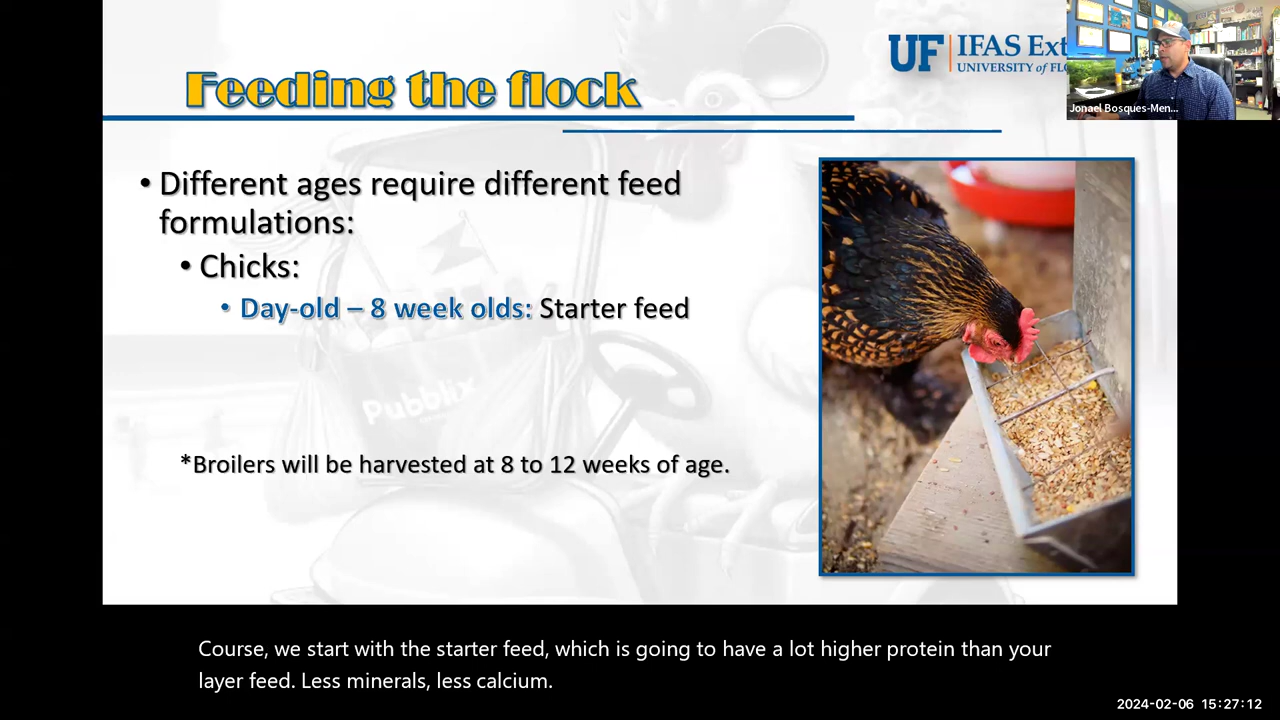 Feeding the flock
UF IFAS Ext
UNIVERSITY of FLO
Jonael Bosques-Men...
• Different ages require different feed
formulations:
• Chicks:
• Day-old – 8 week olds: Starter feed
Pubblix
*Broilers will be harvested at 8 to 12 weeks of age.
Course, we start with the starter feed, which is going to have a lot higher protein than your
layer feed. Less minerals, less calcium.
2024-02-06 15:27:12